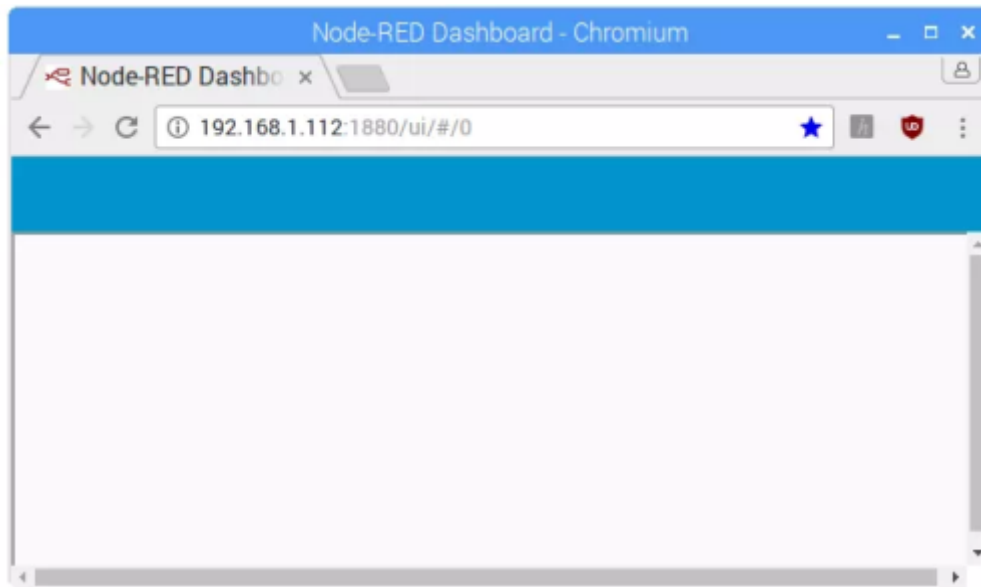 Node-RED Dashboard - Chromium
Node-RED Dashbo
192.168.1.112:1880/ui/#/0